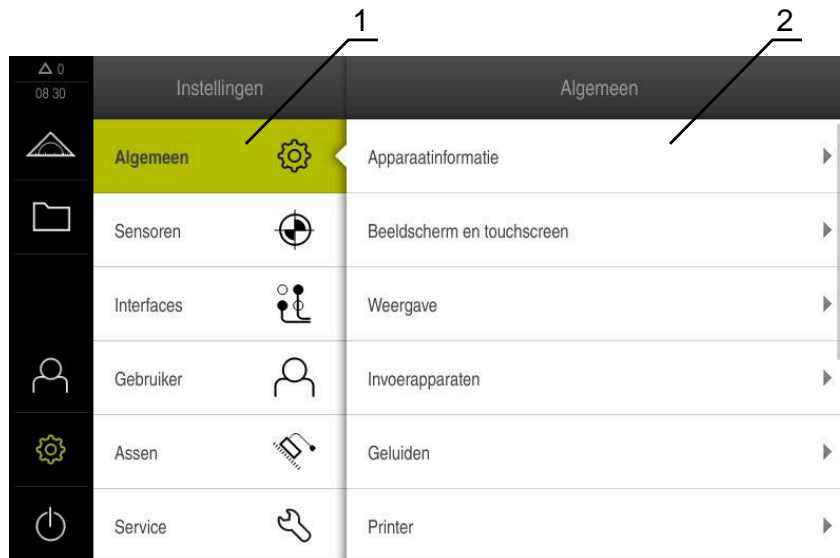 1
2
0
08 30
Instellingen
Algemeen
Algemeen
Sensoren
Interfaces
Gebruiker
Assen
Service
Apparaatinformatie
Beeldscherm en touchscreen
Weergave
Invoerapparaten
Geluiden
Printer